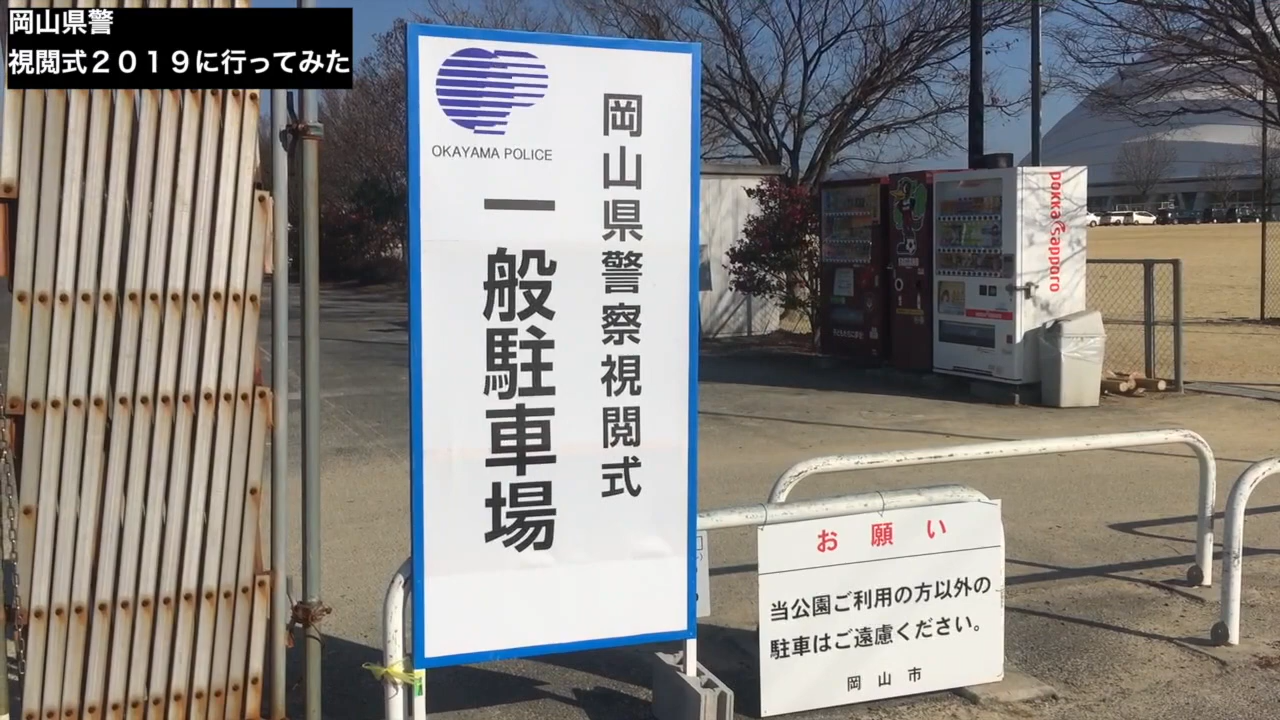 岡山県警
視閲式2019に行ってみた
OKAYAMA POLICE
岡山県警察視閲式
一般駐車場
pokka sapporo
お願い
当公園ご利用の方以外の
駐車はご遠慮ください。
岡山市